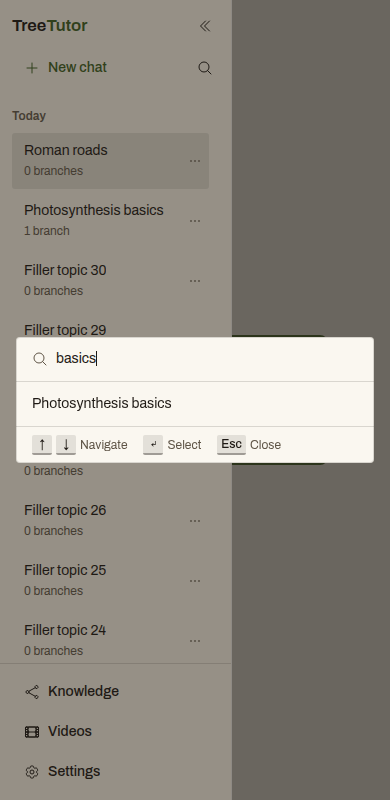 TreeTutor
New chat
Today
Roman roads
0 branches
Photosynthesis basics
1 branch
Filler topic 30
0 branches
Filler topic 29
basics
Photosynthesis basics
↑ ↓ Navigate ↵ Select Esc Close
0 branches
Filler topic 26
0 branches
Filler topic 25
0 branches
Filler topic 24
0 branches
Knowledge
Videos
Settings